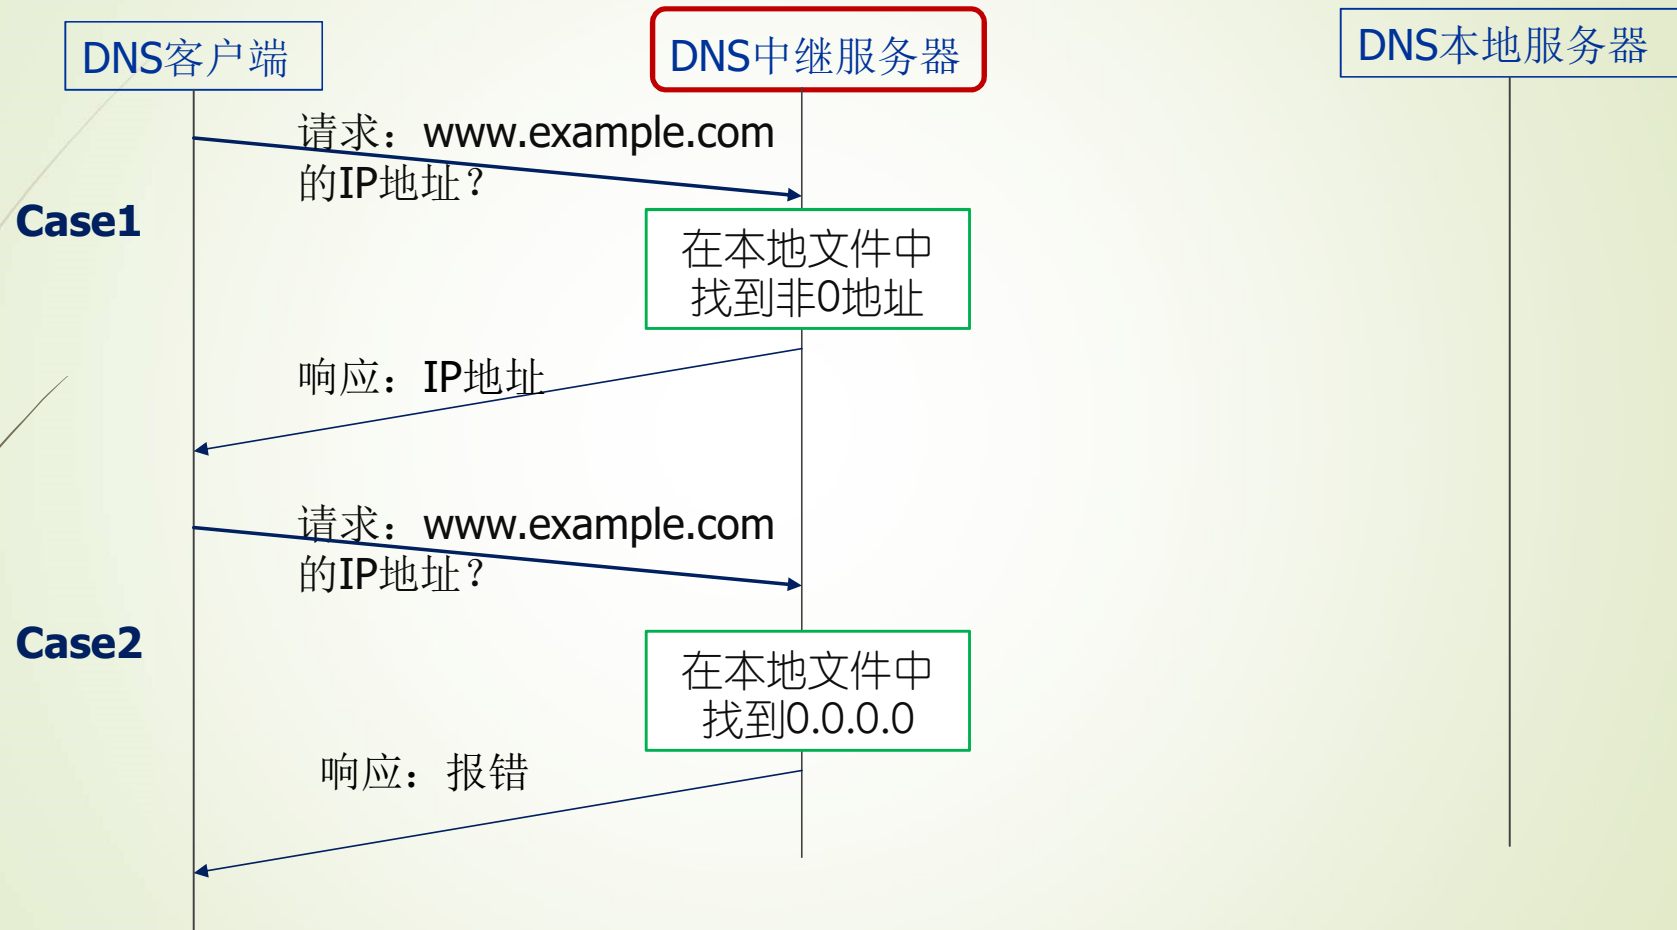 DNS客户端
DNS中继服务器
DNS本地服务器
请求：www.example.com
的IP地址？
Case1
在本地文件中
找到非0地址
响应：IP地址
请求：www.example.com
的IP地址？
Case2
在本地文件中
找到0.0.0.0
响应：报错